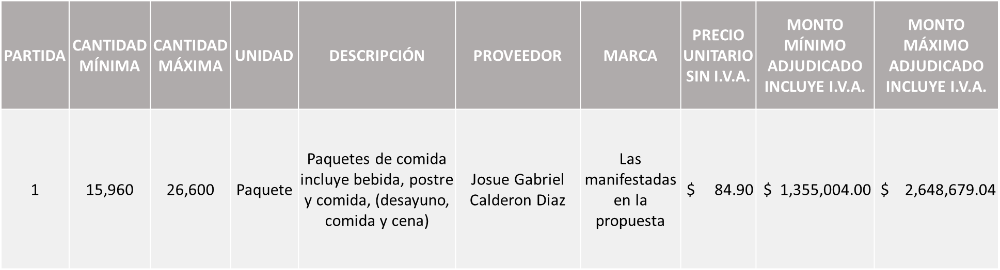 PARTIDA
CANTIDAD
MÍNIMA
CANTIDAD
MÁXIMA
UNIDAD
DESCRIPCIÓN
PROVEEDOR
MARCA
PRECIO
UNITARIO
SIN I.V.A.
MONTO
MÍNIMO
ADJUDICADO
INCLUYE I.V.A.
MONTO
MÁXIMO
ADJUDICADO
INCLUYE I.V.A.
1
15,960
26,600
Paquete
Paquetes de comida
incluye bebida, postre
y comida, (desayuno,
comida y cena)
Josue Gabriel
Calderon Diaz
Las
manifestadas
en la
propuesta
$ 84.90
$ 1,355,004.00
$ 2,648,679.04